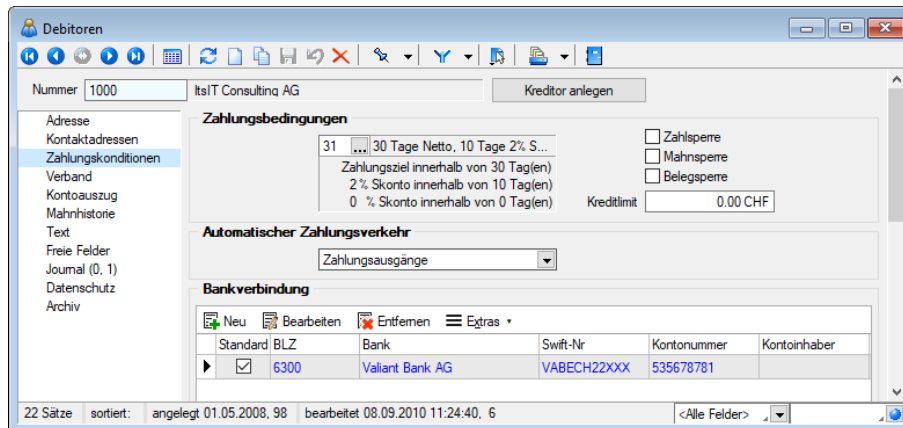 Debitoren
Nummer 1000 ItsIT Consulting AG Kreditor anlegen
Adresse
Kontaktadressen
Zahlungskonditionen
Verband
Kontoauszug
Mahnhistorie
Text
Freie Felder
Journal (0, 1)
Datenschutz
Archiv
Zahlungsbedingungen
31 ... 30 Tage Netto, 10 Tage 2% S...
Zahlungsziel innerhalb von 30 Tag(en)
2 % Skonto innerhalb von 10 Tag(en)
0 % Skonto innerhalb von 0 Tag(en)
Zahlsperre
Mahnsperre
Belegsperre
Kreditlimit 0.00 CHF
Automatischer Zahlungsverkehr
Zahlungsausgänge
Bankverbindung
Neu Bearbeiten Entfernen Extras
Standard BLZ Bank Swift-Nr Kontonummer Kontoinhaber
6300 Valiant Bank AG VABECH22XXX 535678781
22 Sätze sortiert: angelegt 01.05.2008, 98 bearbeitet 08.09.2010 11:24:40, 6 <Alle Felder>